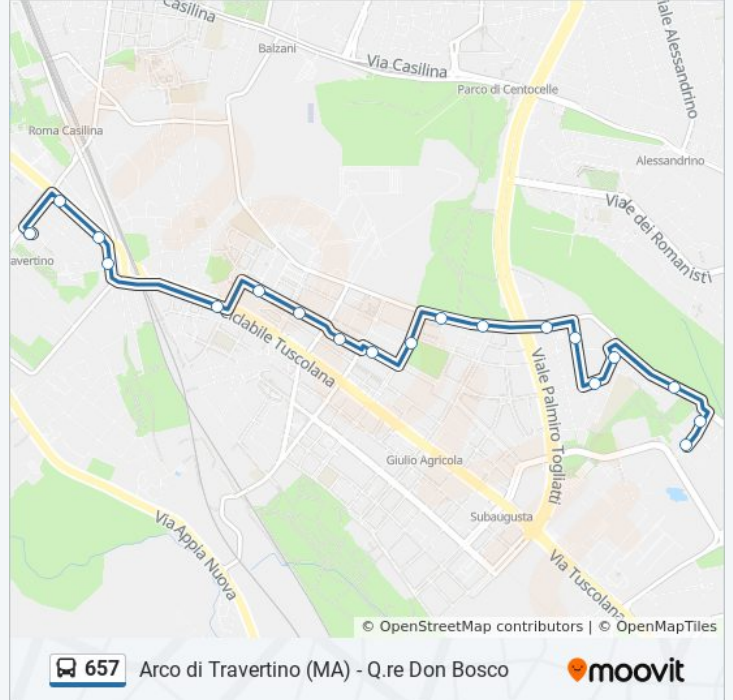 Casilina
Balzani
Via Casilina
Parco di Centocelle
Viale Alessandrino
Roma Casilina
Alessandrino
Viale dei Romanisti
avertino
clabile Tuscolana
Viale Palmiro Togliatti
Giulio Agricola
Subaugusta
Via Appia Nuova
Via Tuscolana
© OpenStreetMap contributors | © OpenMapTiles
657 Arco di Travertino (MA) - Q.re Don Bosco moovit